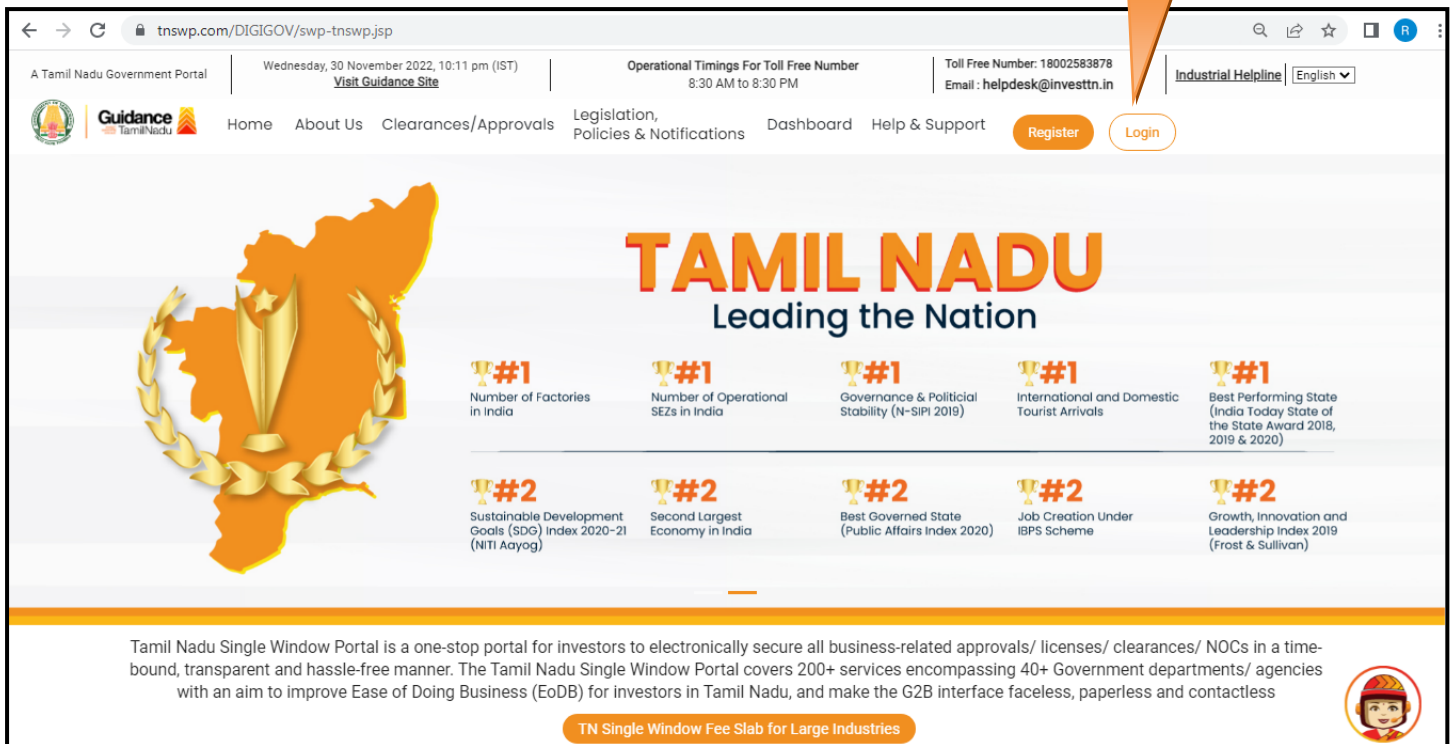 tnswp.com/DIGIGOV/swp-tnswp.jsp
R
A Tamil Nadu Government Portal
Wednesday, 30 November 2022, 10:11 pm (IST)
Visit Guidance Site
Operational Timings For Toll Free Number
8:30 AM to 8:30 PM
Toll Free Number: 18002583878
Email : helpdesk@investtn.in
Industrial Helpline
English
Guidance
TamilNadu
Home
About Us
Clearances/Approvals
Legislation,
Policies & Notifications
Dashboard
Help & Support
Register
Login
TAMIL NADU
Leading the Nation
#1
Number of Factories
in India
#1
Number of Operational
SEZs in India
#1
Governance & Politicial
Stability (N-SIPI 2019)
#1
International and Domestic
Tourist Arrivals
#1
Best Performing State
(India Today State of
the State Award 2018,
2019 & 2020)
#2
Sustainable Development
Goals (SDG) Index 2020-21
(NITI Aayog)
#2
Second Largest
Economy in India
#2
Best Governed State
(Public Affairs Index 2020)
#2
Job Creation Under
IBPS Scheme
#2
Growth, Innovation and
Leadership Index 2019
(Frost & Sullivan)
Tamil Nadu Single Window Portal is a one-stop portal for investors to electronically secure all business-related approvals/ licenses/ clearances/ NOCs in a time-
bound, transparent and hassle-free manner. The Tamil Nadu Single Window Portal covers 200+ services encompassing 40+ Government departments/ agencies
with an aim to improve Ease of Doing Business (EoDB) for investors in Tamil Nadu, and make the G2B interface faceless, paperless and contactless
TN Single Window Fee Slab for Large Industries